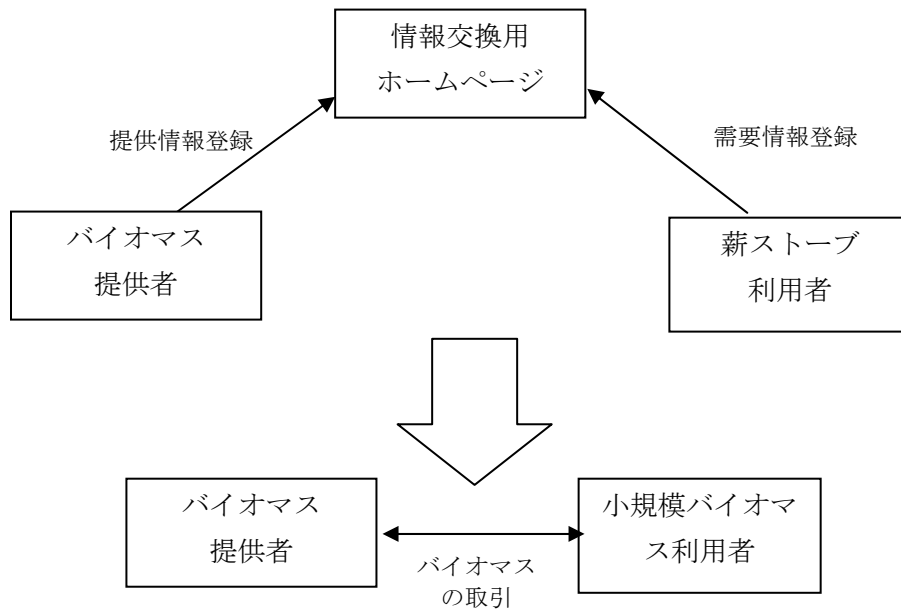 情報交換用
ホームページ
提供情報登録
需要情報登録
バイオマス
提供者
薪ストーブ
利用者
バイオマス
提供者
小規模バイオマ
ス利用者
バイオマス
の取引